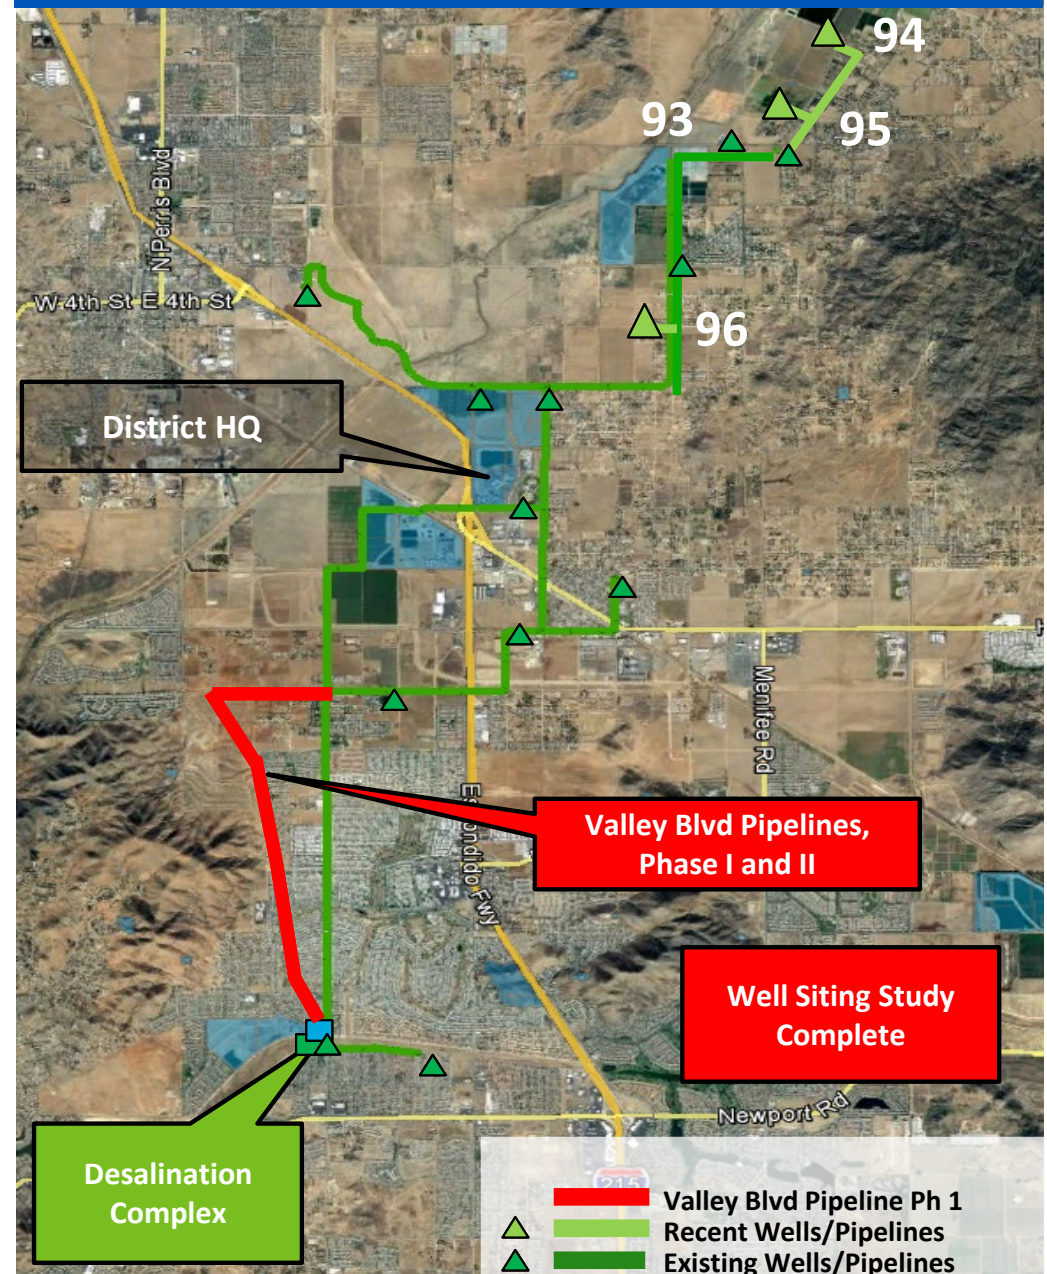 94
93
95
N Perris Blvd
W 4th St E 4th St
96
District HQ
Menifee Rd
Escondido Fwy
Valley Blvd Pipelines,
Phase I and II
Well Siting Study
Complete
Newport Rd
Desalination
Complex
215
Valley Blvd Pipeline Ph 1
Recent Wells/Pipelines
Existing Wells/Pipelines